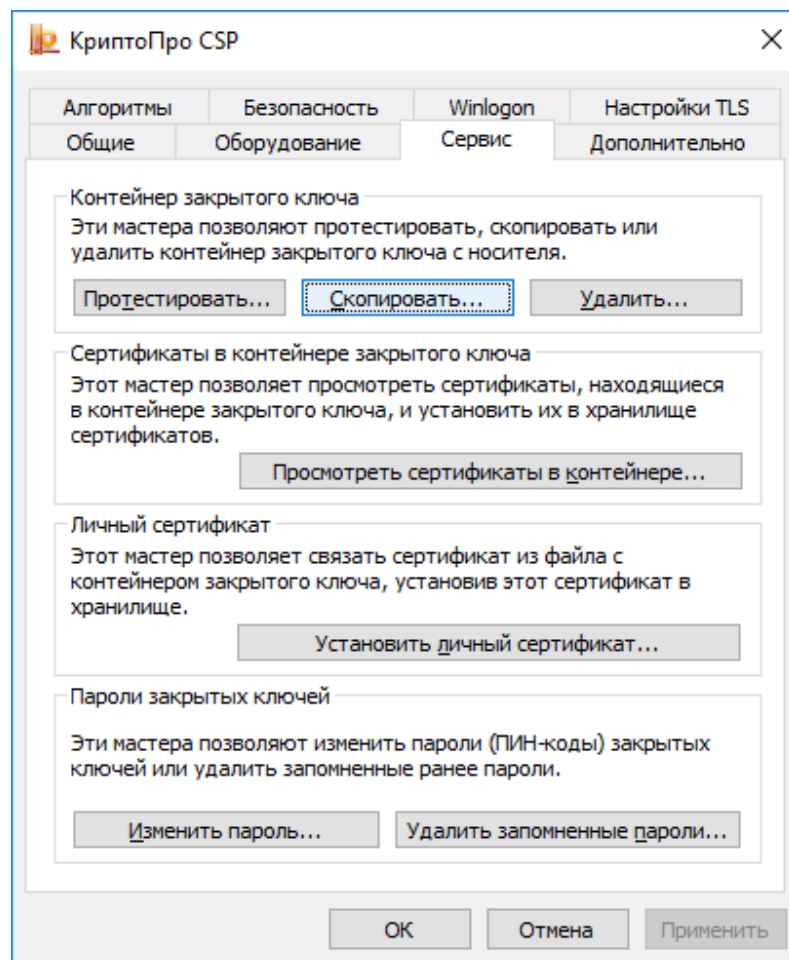 КриптоПро CSP
Алгоритмы Безопасность Winlogon Настройки TLS
Общие Оборудование Сервис Дополнительно
Контейнер закрытого ключа
Эти мастера позволяют протестировать, скопировать или
удалить контейнер закрытого ключа с носителя.
Протестировать... Скопировать... Удалить...
Сертификаты в контейнере закрытого ключа
Этот мастер позволяет просмотреть сертификаты, находящиеся
в контейнере закрытого ключа, и установить их в хранилище
сертификатов.
Просмотреть сертификаты в контейнере...
Личный сертификат
Этот мастер позволяет связать сертификат из файла с
контейнером закрытого ключа, установив этот сертификат в
хранилище.
Установить личный сертификат...
Пароли закрытых ключей
Эти мастера позволяют изменить пароли (ПИН-коды) закрытых
ключей или удалить запомненные ранее пароли.
Изменить пароль... Удалить запомненные пароли...
ОК Отмена Применить